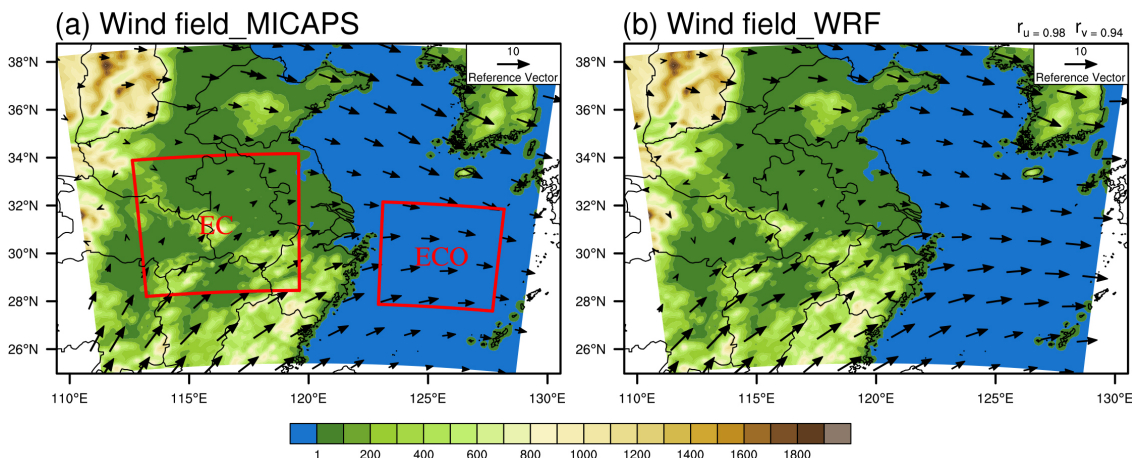 (a) Wind field_MICAPS
(b) Wind field_WRF
r_u = 0.98 r_v = 0.94
38°N
36°N
34°N
32°N
30°N
28°N
26°N
10
Reference Vector
EC
ECO
110°E
115°E
120°E
125°E
130°E
38°N
36°N
34°N
32°N
30°N
28°N
26°N
10
Reference Vector
110°E
115°E
120°E
125°E
130°E
1
200
400
600
800
1000
1200
1400
1600
1800